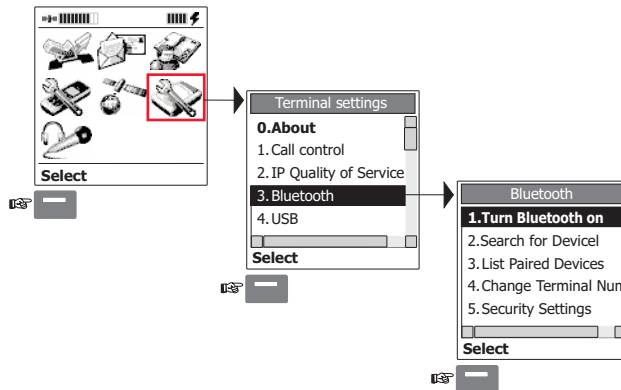 Select
Terminal settings
0.About
1. Call control
2. IP Quality of Service
3. Bluetooth
4. USB
Select
Bluetooth
1.Turn Bluetooth on
2.Search for Devicel
3. List Paired Devices
4. Change Terminal Num
5. Security Settings
Select